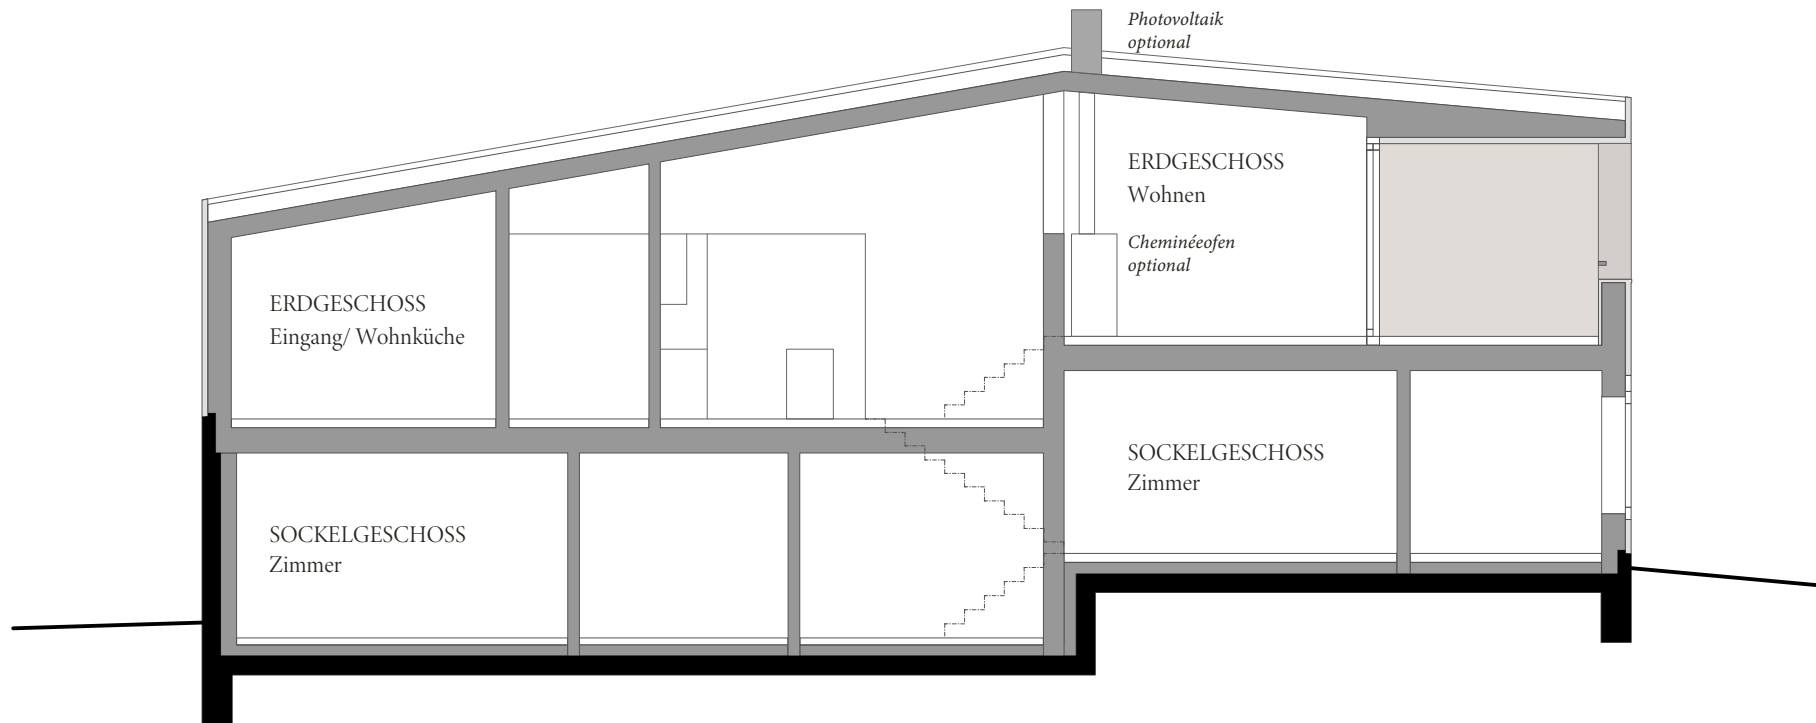 Photovoltaik
optional
ERDGESCHOSS
Wohnen
Cheminéeofen
optional
ERDGESCHOSS
Eingang/ Wohnküche
SOCKELGESCHOSS
Zimmer
SOCKELGESCHOSS
Zimmer